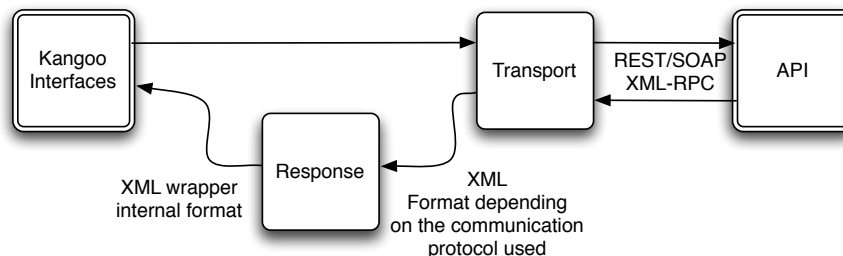 Kangoo
Interfaces
Transport
REST/SOAP
XML-RPC
API
Response
XML wrapper
internal format
XML
Format depending
on the communication
protocol used